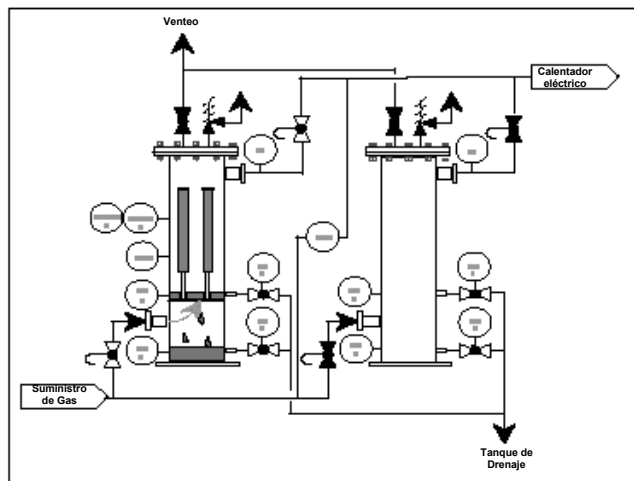 Venteo
Calentador
eléctrico
Suministro
de Gas
Tanque de
Drenaje